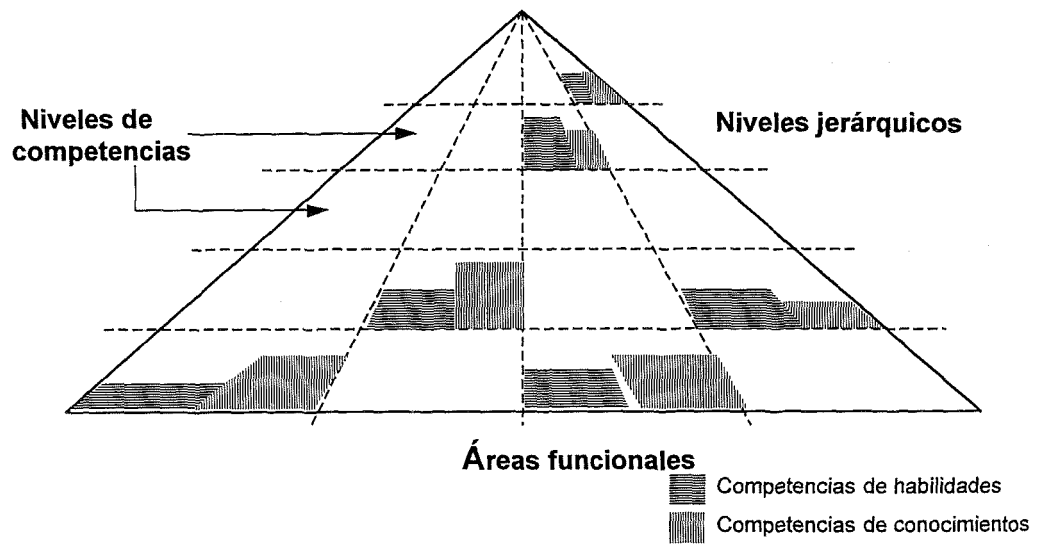 Niveles de
competencias
Niveles jerárquicos
Áreas funcionales
Competencias de habilidades
Competencias de conocimientos